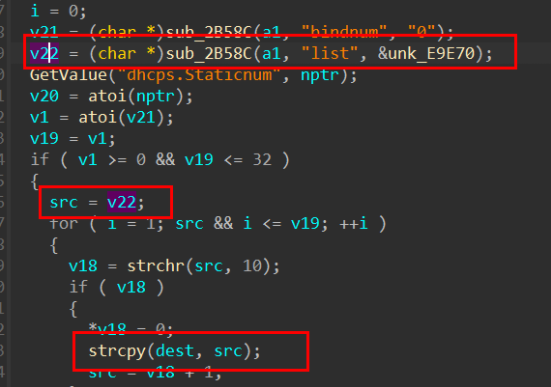 i = 0;
v21 = (char *)sub_2B58C(a1, "bindnum", "0");
v22 = (char *)sub_2B58C(a1, "list", &unk_E9E70);
GetValue("dhcps.Staticnum", nptr);
v20 = atoi(nptr);
v1 = atoi(v21);
v19 = v1;
if ( v1 >= 0 && v19 <= 32 )
{
src = v22;
for ( i = 1; src && i <= v19; ++i )
{
v18 = strchr(src, 10);
if ( v18 )
{
*v18 = 0;
strcpy(dest, src);
src = v18 + 1;